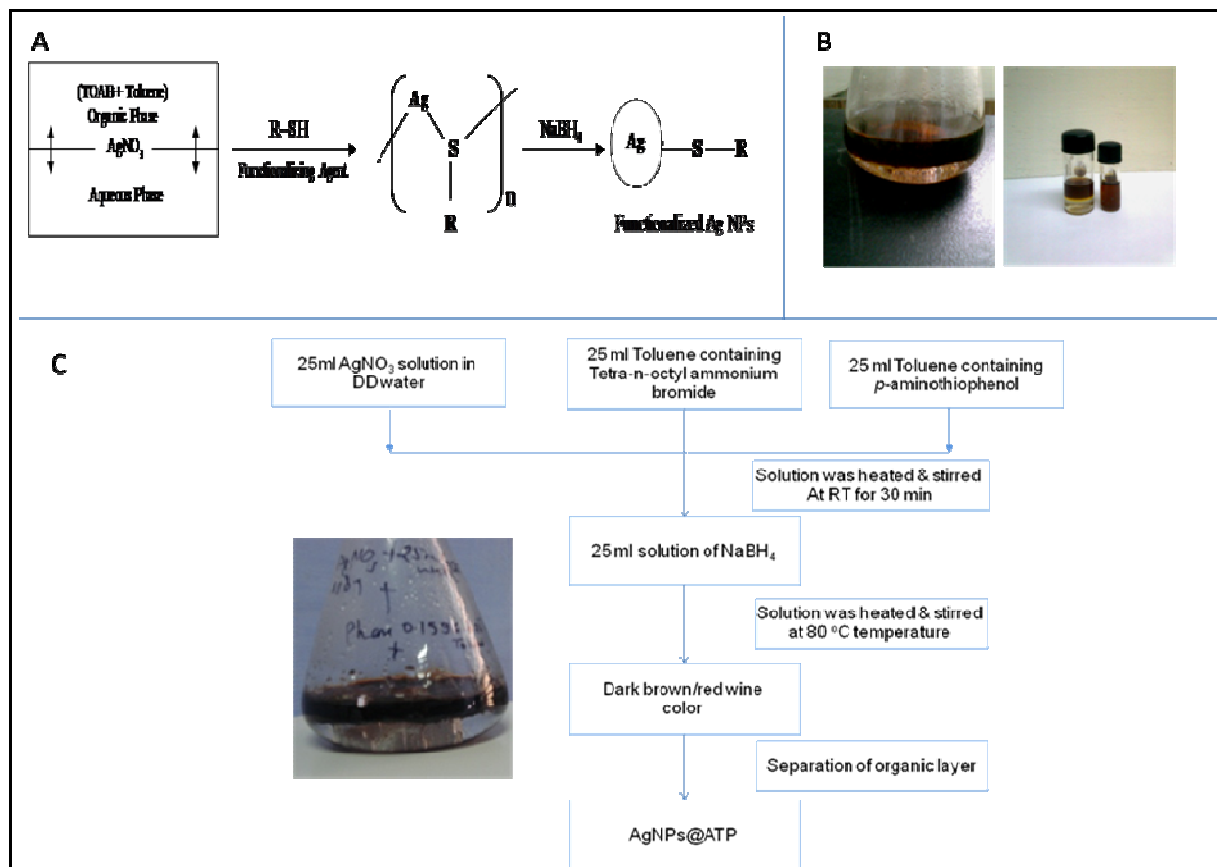 A
(TOAB + Toluene)
Organic Phase
AgNO3
Aqueous Phase
R–SH
Functionalising Agent
Ag
S
R
n
NaBH4
Ag
S
R
Functionalized Ag NPs
B
C
25ml AgNO3 solution in
DDwater
25 ml Toluene containing
Tetra-n-octyl ammonium
bromide
25 ml Toluene containing
p-aminothiophenol
Solution was heated & stirred
At RT for 30 min
25ml solution of NaBH4
Solution was heated & stirred
at 80 ºC temperature
Dark brown/red wine
color
Separation of organic layer
AgNPs@ATP
+
+